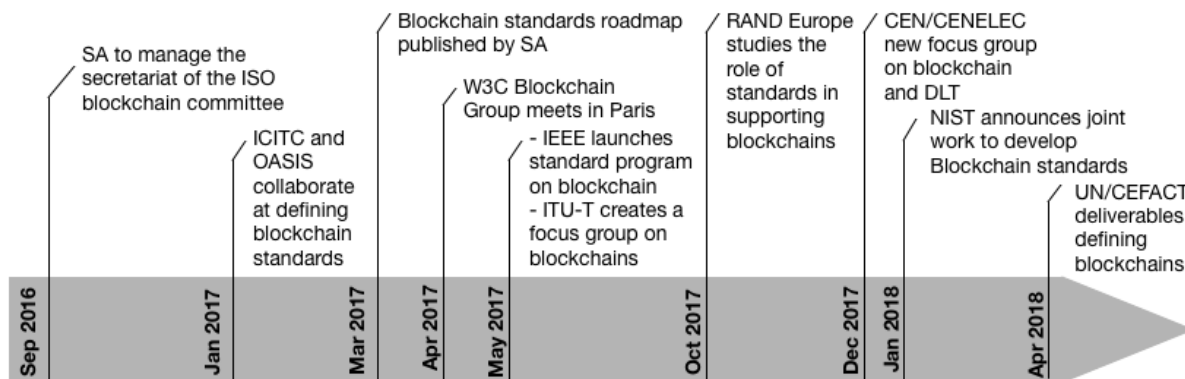 SA to manage the
secretariat of the ISO
blockchain committee
ICITC and
OASIS
collaborate
at defining
blockchain
standards
Blockchain standards roadmap
published by SA
W3C Blockchain
Group meets in Paris
- IEEE launches
standard program
on blockchain
- ITU-T creates a
focus group on
blockchains
RAND Europe
studies the
role of
standards in
supporting
blockchains
CEN/CENELEC
new focus group
on blockchain
and DLT
NIST announces joint
work to develop
Blockchain standards
UN/CEFACT
deliverables
defining
blockchains
Sep 2016
Jan 2017
Mar 2017
Apr 2017
May 2017
Oct 2017
Dec 2017
Jan 2018
Apr 2018